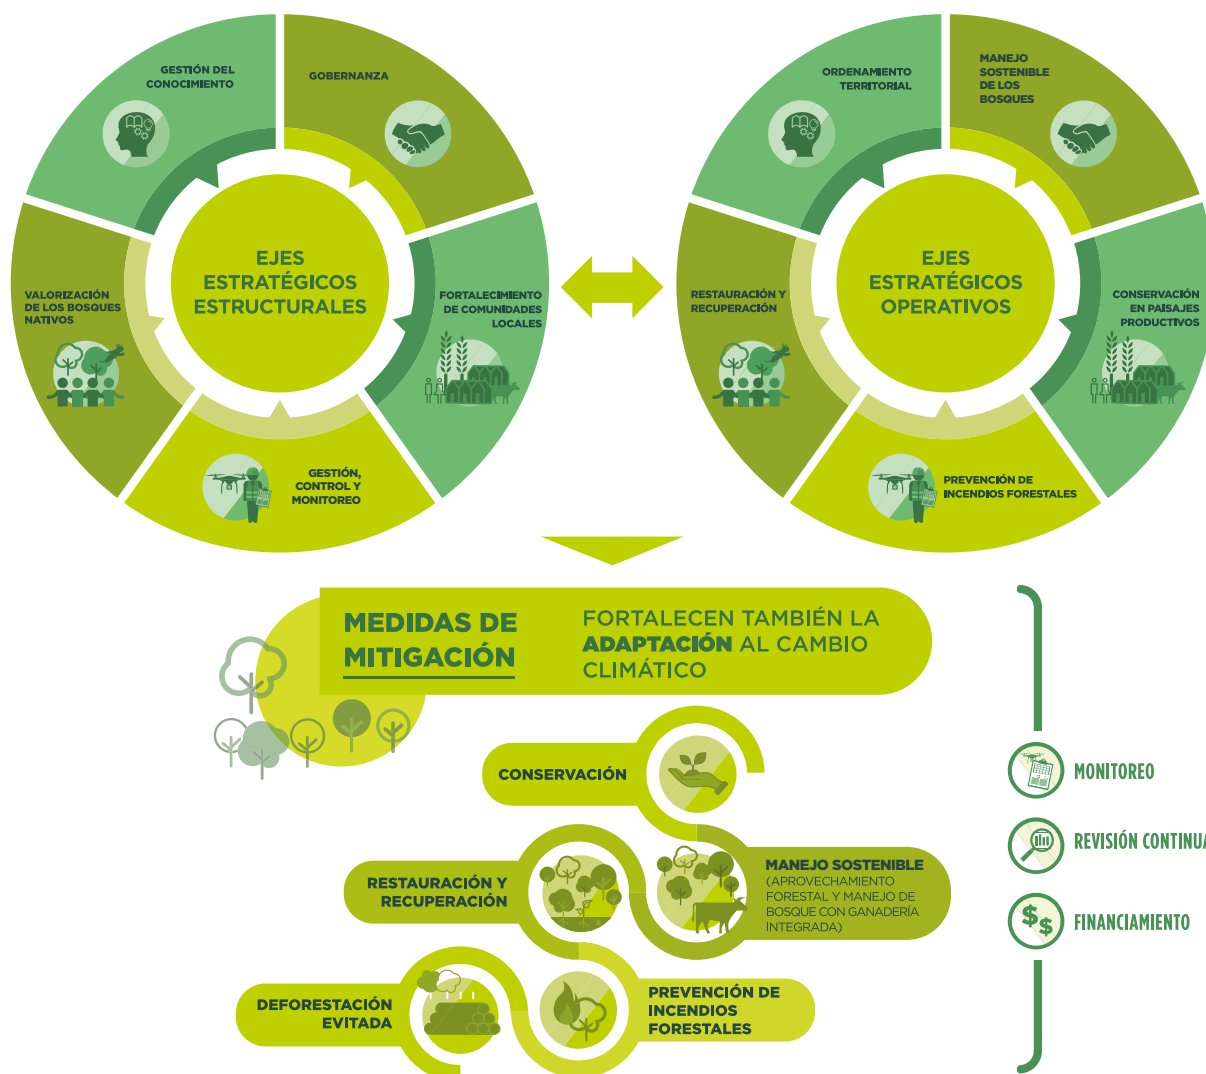 GESTIÓN DEL
CONOCIMIENTO
GOBERNANZA
EJES
ESTRATÉGICOS
ESTRUCTURALES
VALORIZACIÓN
DE LOS BOSQUES
NATIVOS
FORTALECIMIENTO
DE COMUNIDADES
LOCALES
GESTIÓN,
CONTROL Y
MONITOREO
ORDENAMIENTO
TERRITORIAL
MANEJO
SOSTENIBLE
DE LOS
BOSQUES
EJES
ESTRATÉGICOS
OPERATIVOS
RESTAURACIÓN Y
RECUPERACIÓN
CONSERVACIÓN
EN PAISAJES
PRODUCTIVOS
PREVENCIÓN DE
INCENDIOS FORESTALES
MEDIDAS DE
MITIGACIÓN
FORTALECEN TAMBIÉN LA
ADAPTACIÓN AL CAMBIO
CLIMÁTICO
CONSERVACIÓN
RESTAURACIÓN Y
RECUPERACIÓN
MANEJO SOSTENIBLE
(APROVECHAMIENTO
FORESTAL Y MANEJO DE
BOSQUE CON GANADERÍA
INTEGRADA)
DEFORESTACIÓN
EVITADA
PREVENCIÓN DE
INCENDIOS
FORESTALES
MONITOREO
REVISIÓN CONTINUA
$$
FINANCIAMIENTO